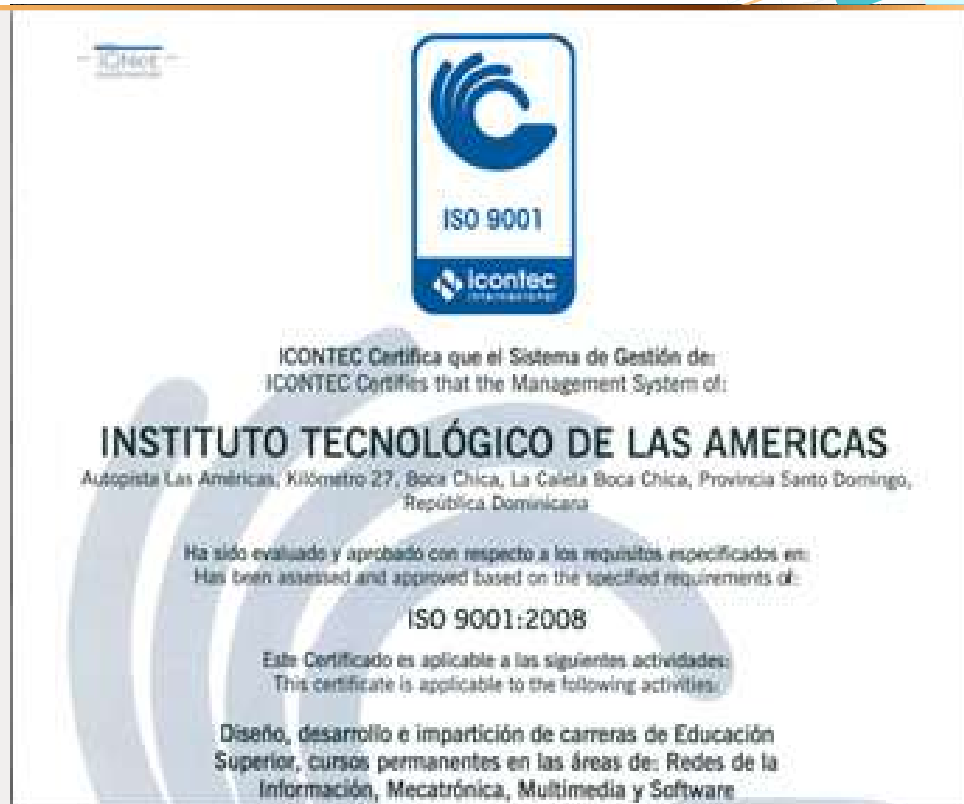 IQNet
ISO 9001
icontec
internacional
ICONTEC Certifica que el Sistema de Gestión de:
ICONTEC Certifies that the Management System of:
INSTITUTO TECNOLÓGICO DE LAS AMERICAS
Autopista Las Américas, Kilómetro 27, Boca Chica, La Caleta Boca Chica, Provincia Santo Domingo,
República Dominicana
Ha sido evaluado y aprobado con respecto a los requisitos especificados en:
Has been assessed and approved based on the specified requirements of:
ISO 9001:2008
Este Certificado es aplicable a las siguientes actividades:
This certificate is applicable to the following activities:
Diseño, desarrollo e impartición de carreras de Educación
Superior, cursos permanentes en las áreas de: Redes de la
Información, Mecatrónica, Multimedia y Software